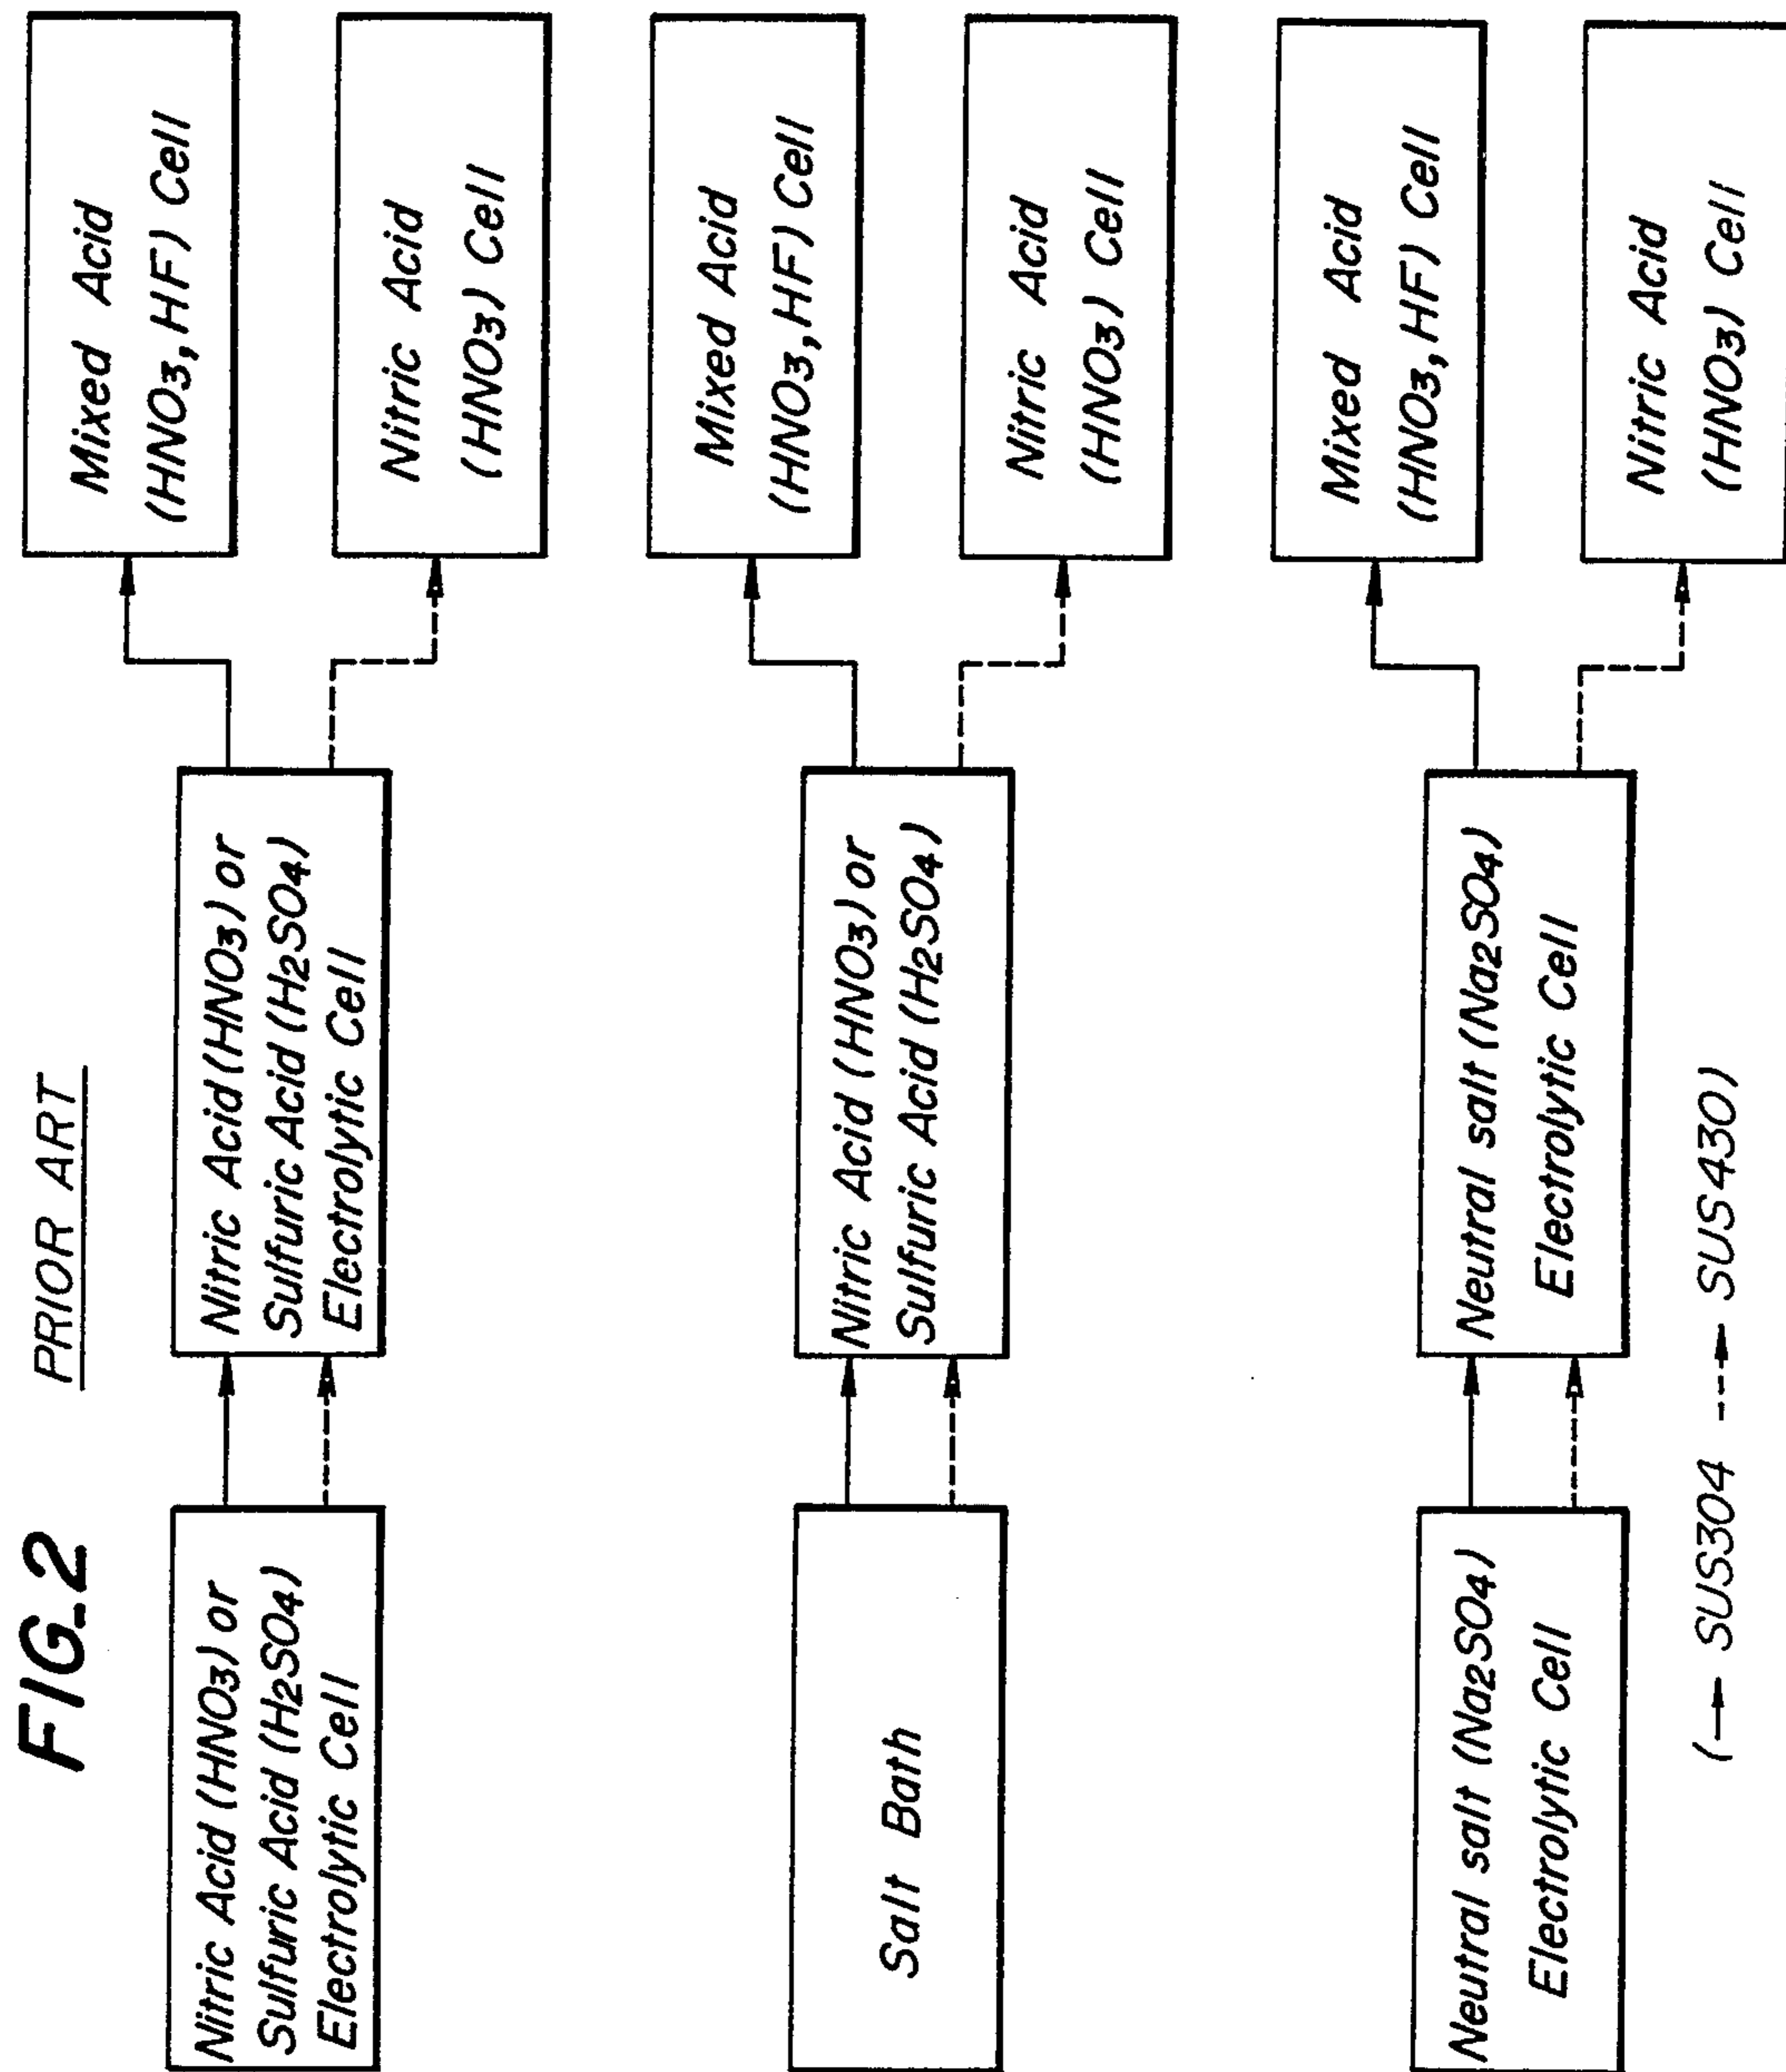 FIG.2 PRIOR ART
Nitric Acid (HNO3) or
Sulfuric Acid (H2SO4)
Electrolytic Cell
Nitric Acid (HNO3) or
Sulfuric Acid (H2SO4)
Electrolytic Cell
Mixed Acid
(HNO3,HF) Cell
Nitric Acid
(HNO3) Cell
Salt Bath
Nitric Acid (HNO3) or
Sulfuric Acid (H2SO4)
Mixed Acid
(HNO3,HF) Cell
Nitric Acid
(HNO3) Cell
Neutral salt (Na2SO4)
Electrolytic Cell
Neutral salt (Na2SO4)
Electrolytic Cell
Mixed Acid
(HNO3,HF) Cell
Nitric Acid
(HNO3) Cell
(→ SUS304 --→ SUS430)